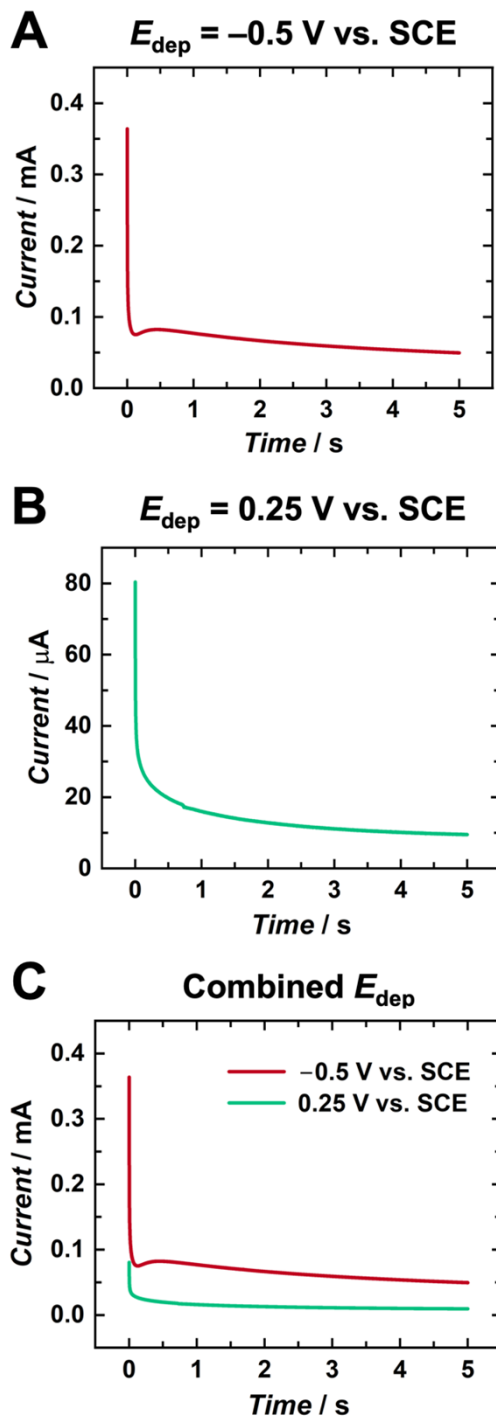 A
E_dep = –0.5 V vs. SCE
0.4
0.3
0.2
0.1
0.0
Current / mA
0 1 2 3 4 5
Time / s
B
E_dep = 0.25 V vs. SCE
80
60
40
20
0
Current / μA
0 1 2 3 4 5
Time / s
C
Combined E_dep
–0.5 V vs. SCE
0.25 V vs. SCE
0.4
0.3
0.2
0.1
0.0
Current / mA
0 1 2 3 4 5
Time / s